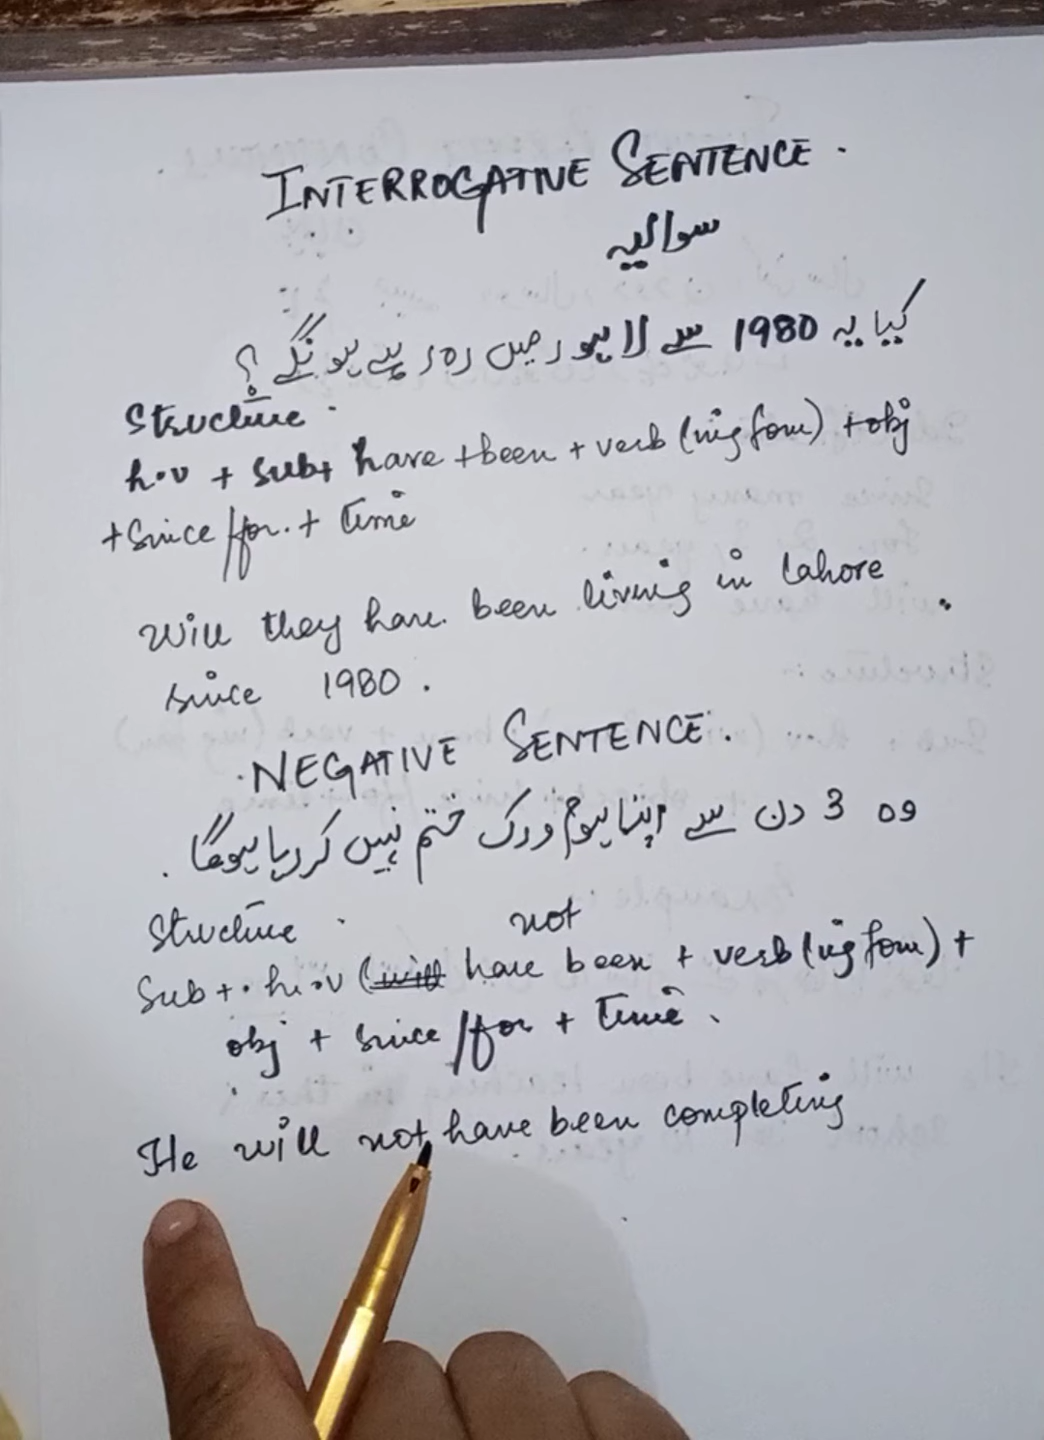 INTERROGATIVE SENTENCE.
سوالیہ
کیا یہ 1980 سے لاہور میں رہ رہے ہونگے؟
Structure.
h.v + sub+ have +been + verb (ing form) +obj
+since/for.+ time
Will they have been living in Lahore
since 1980.
NEGATIVE SENTENCE.
وہ 3 دن سے اپنا ہوم ورک ختم نہیں کر رہا ہوگا.
Structure. not
Sub+. h.v (will have been + verb (ing form) +
obj + since/for + time.
He will not have been completing